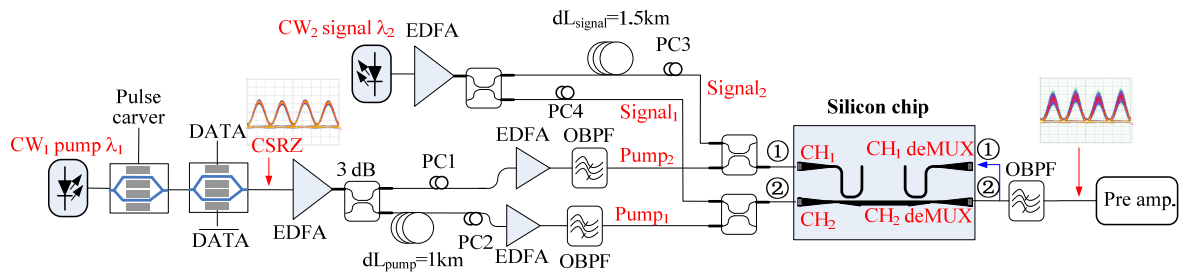 dL_signal=1.5km
CW₂ signal λ₂
EDFA
PC3
Signal₂
PC4
Signal₁
Pulse
carver
DATA
CSRZ
CW₁ pump λ₁
DATA
EDFA
3 dB
PC1
EDFA
OBPF
Pump₂
dL_pump=1km
PC2
EDFA
OBPF
Pump₁
①
②
Silicon chip
CH₁
CH₁ deMUX
CH₂
CH₂ deMUX
①
②
OBPF
Pre amp.